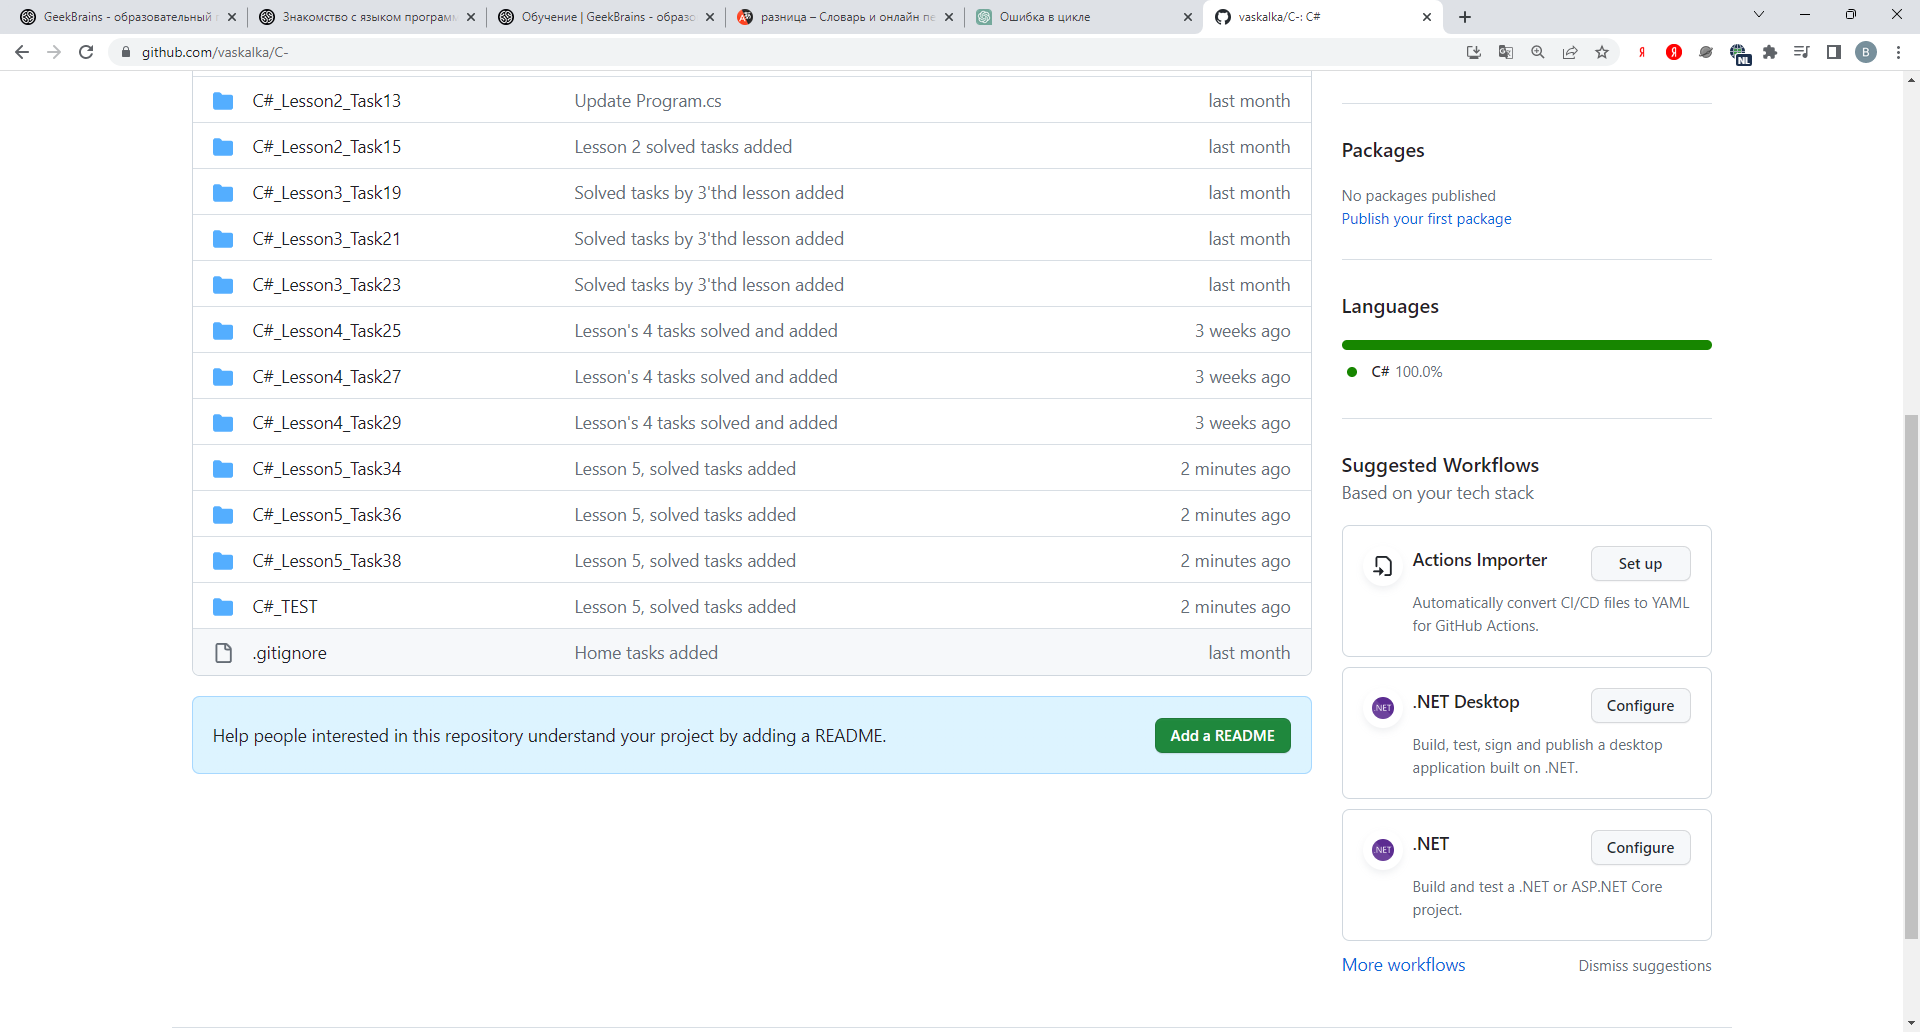 GeekBrains - образовательный
Знакомство с языком програм
Обучение | GeekBrains - образо
разница – Словарь и онлайн пе
Ошибка в цикле
vaskalka/C-: C#
github.com/vaskalka/C-
Я
Я
NL
B
C#_Lesson2_Task13 Update Program.cs last month
C#_Lesson2_Task15 Lesson 2 solved tasks added last month
C#_Lesson3_Task19 Solved tasks by 3'thd lesson added last month
C#_Lesson3_Task21 Solved tasks by 3'thd lesson added last month
C#_Lesson3_Task23 Solved tasks by 3'thd lesson added last month
C#_Lesson4_Task25 Lesson's 4 tasks solved and added 3 weeks ago
C#_Lesson4_Task27 Lesson's 4 tasks solved and added 3 weeks ago
C#_Lesson4_Task29 Lesson's 4 tasks solved and added 3 weeks ago
C#_Lesson5_Task34 Lesson 5, solved tasks added 2 minutes ago
C#_Lesson5_Task36 Lesson 5, solved tasks added 2 minutes ago
C#_Lesson5_Task38 Lesson 5, solved tasks added 2 minutes ago
C#_TEST Lesson 5, solved tasks added 2 minutes ago
.gitignore Home tasks added last month
Help people interested in this repository understand your project by adding a README.
Add a README
Packages
No packages published
Publish your first package
Languages
C# 100.0%
Suggested Workflows
Based on your tech stack
Actions Importer
Set up
Automatically convert CI/CD files to YAML
for GitHub Actions.
NET
.NET Desktop
Configure
Build, test, sign and publish a desktop
application built on .NET.
NET
.NET
Configure
Build and test a .NET or ASP.NET Core
project.
More workflows
Dismiss suggestions